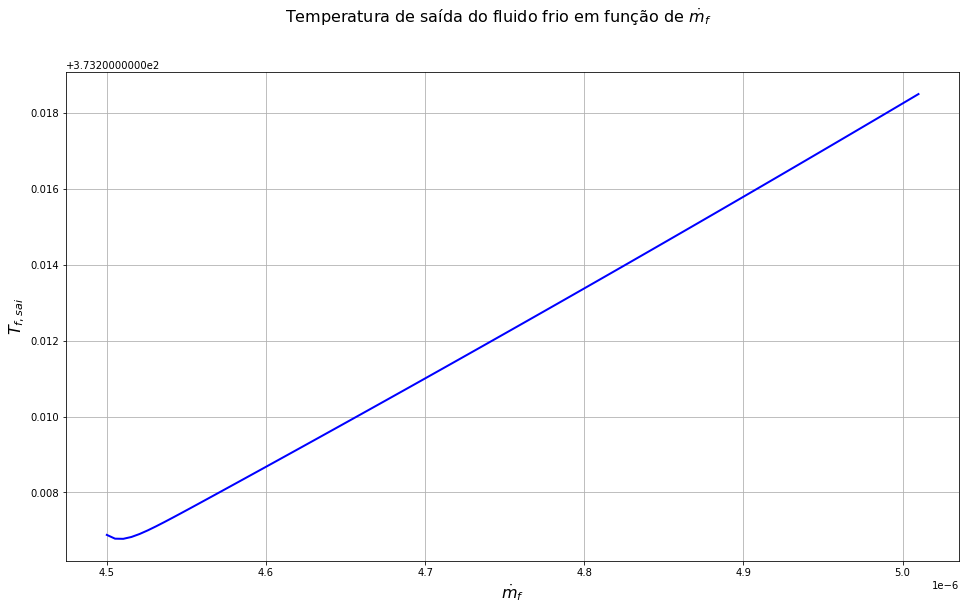 Temperatura de saída do fluido frio em função de ṁ_f
+3.7320000000e2
0.018
0.016
0.014
0.012
0.010
0.008
T_{f, sai}
4.5 4.6 4.7 4.8 4.9 5.0
1e−6
ṁ_f